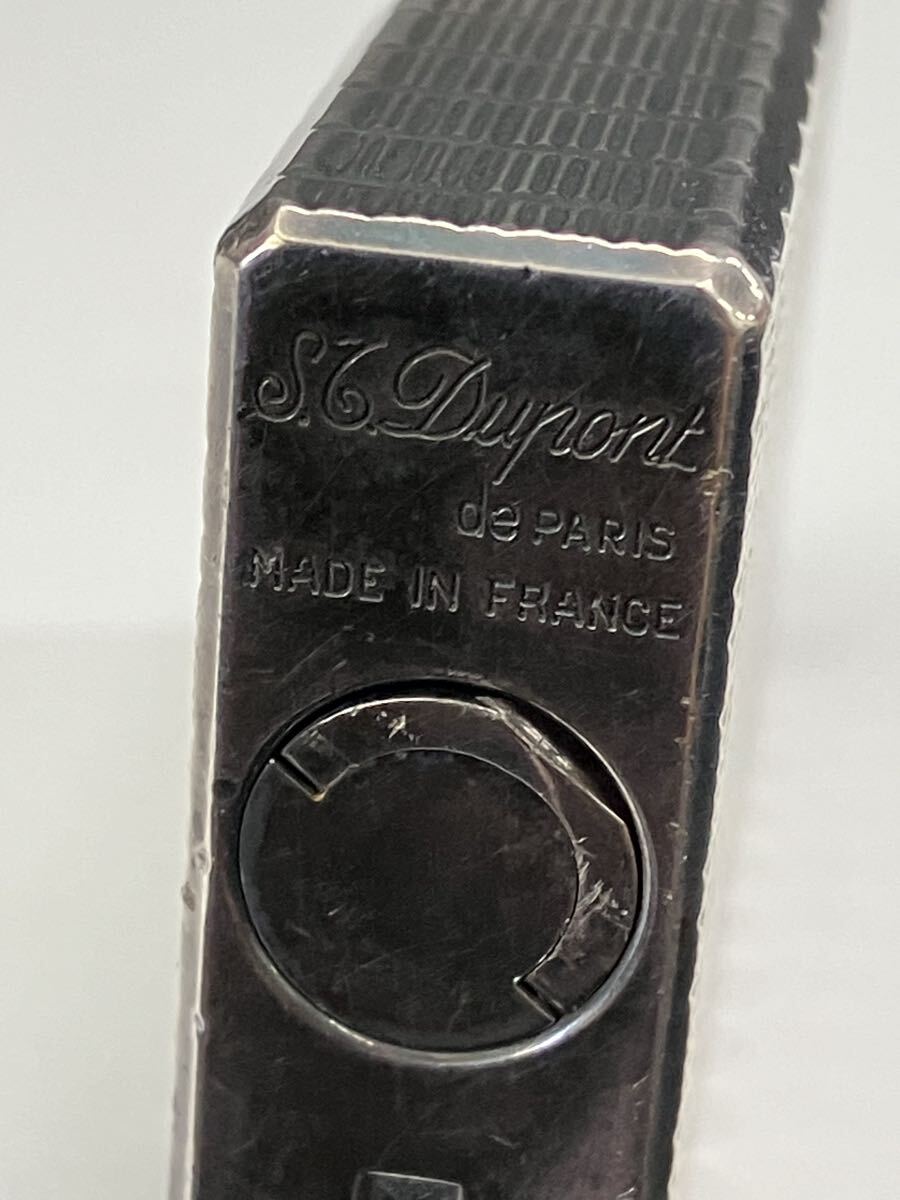 S.T. Dupont
de PARIS
MADE IN FRANCE